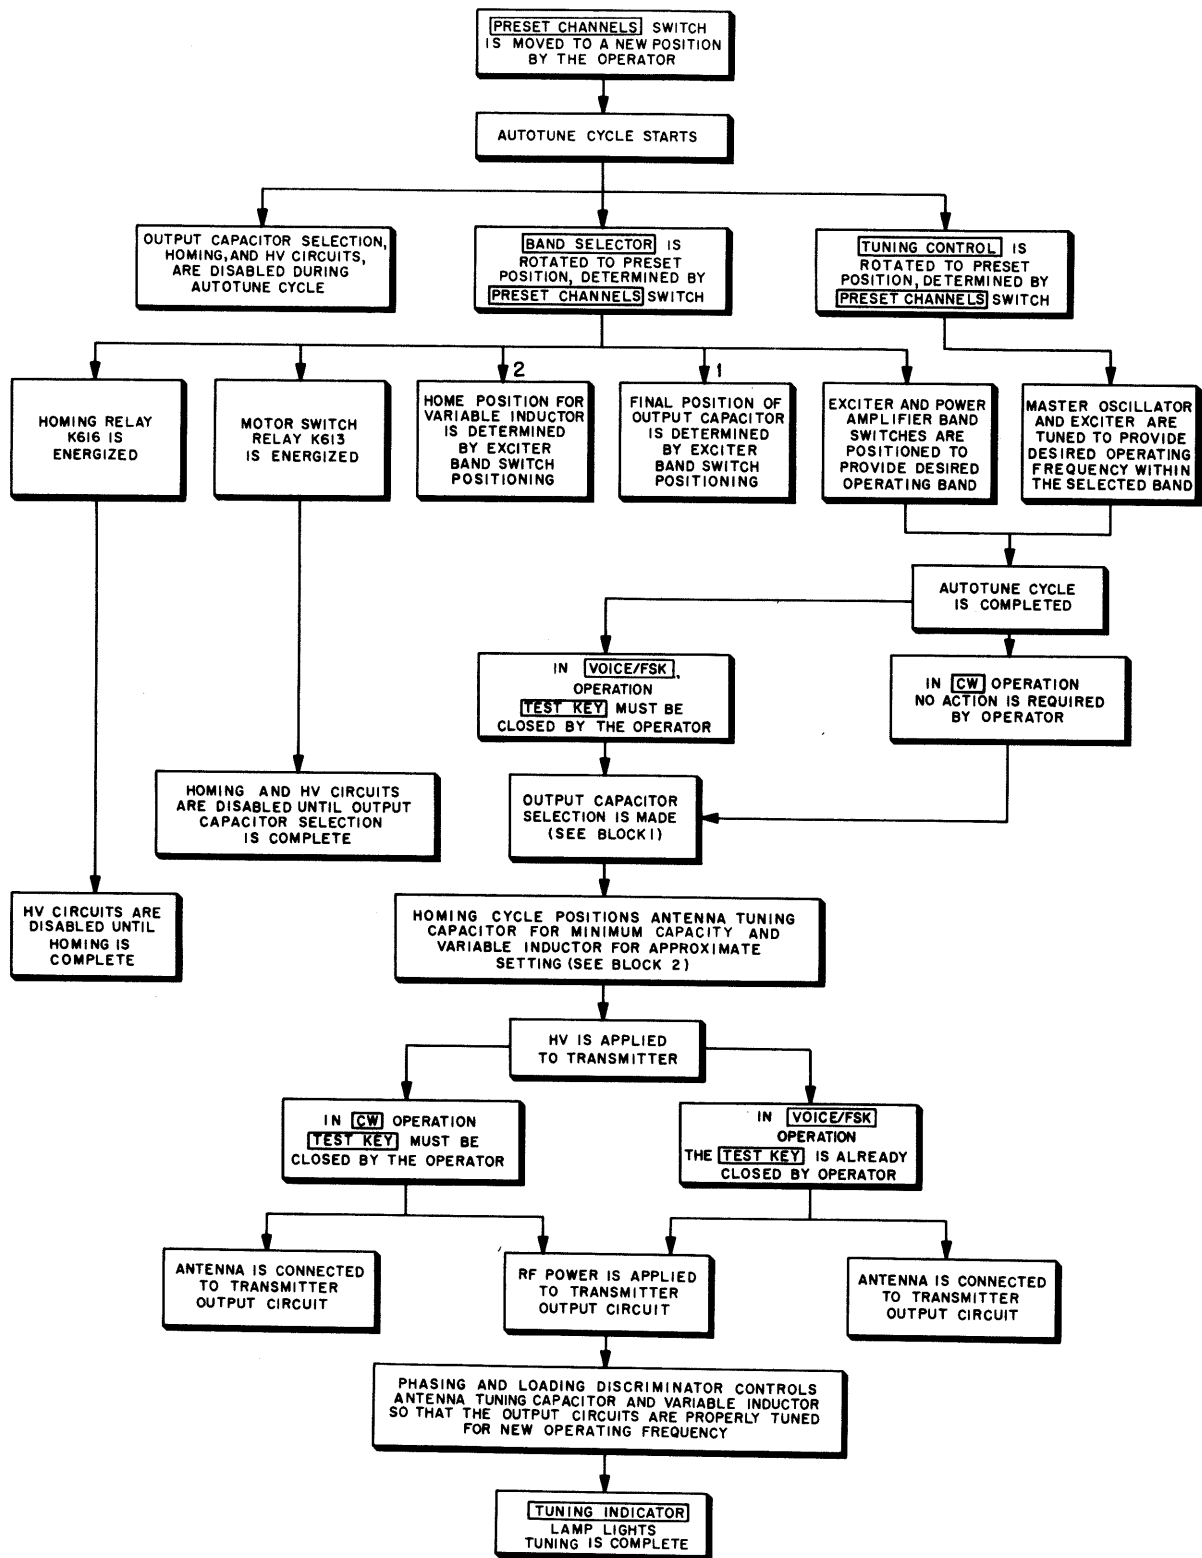 PRESET CHANNELS SWITCH
IS MOVED TO A NEW POSITION
BY THE OPERATOR
AUTOTUNE CYCLE STARTS
OUTPUT CAPACITOR SELECTION,
HOMING, AND HV CIRCUITS,
ARE DISABLED DURING
AUTOTUNE CYCLE
BAND SELECTOR IS
ROTATED TO PRESET
POSITION, DETERMINED BY
PRESET CHANNELS SWITCH
TUNING CONTROL IS
ROTATED TO PRESET
POSITION, DETERMINED BY
PRESET CHANNELS SWITCH
HOMING RELAY
K616 IS
ENERGIZED
MOTOR SWITCH
RELAY K613
IS ENERGIZED
2
HOME POSITION FOR
VARIABLE INDUCTOR
IS DETERMINED
BY EXCITER
BAND SWITCH
POSITIONING
1
FINAL POSITION OF
OUTPUT CAPACITOR
IS DETERMINED
BY EXCITER
BAND SWITCH
POSITIONING
EXCITER AND POWER
AMPLIFIER BAND
SWITCHES ARE
POSITIONED TO
PROVIDE DESIRED
OPERATING BAND
MASTER OSCILLATOR
AND EXCITER ARE
TUNED TO PROVIDE
DESIRED OPERATING
FREQUENCY WITHIN
THE SELECTED BAND
AUTOTUNE CYCLE
IS COMPLETED
IN VOICE/FSK,
OPERATION
TEST KEY MUST BE
CLOSED BY THE OPERATOR
IN CW OPERATION
NO ACTION IS REQUIRED
BY OPERATOR
HOMING AND HV CIRCUITS
ARE DISABLED UNTIL OUTPUT
CAPACITOR SELECTION
IS COMPLETE
OUTPUT CAPACITOR
SELECTION IS MADE
(SEE BLOCK 1)
HV CIRCUITS ARE
DISABLED UNTIL
HOMING IS
COMPLETE
HOMING CYCLE POSITIONS ANTENNA TUNING
CAPACITOR FOR MINIMUM CAPACITY AND
VARIABLE INDUCTOR FOR APPROXIMATE
SETTING (SEE BLOCK 2)
HV IS APPLIED
TO TRANSMITTER
IN CW OPERATION
TEST KEY MUST BE
CLOSED BY THE OPERATOR
IN VOICE/FSK
OPERATION
THE TEST KEY IS ALREADY
CLOSED BY OPERATOR
ANTENNA IS CONNECTED
TO TRANSMITTER
OUTPUT CIRCUIT
RF POWER IS APPLIED
TO TRANSMITTER
OUTPUT CIRCUIT
ANTENNA IS CONNECTED
TO TRANSMITTER
OUTPUT CIRCUIT
PHASING AND LOADING DISCRIMINATOR CONTROLS
ANTENNA TUNING CAPACITOR AND VARIABLE INDUCTOR
SO THAT THE OUTPUT CIRCUITS ARE PROPERLY TUNED
FOR NEW OPERATING FREQUENCY
TUNING INDICATOR
LAMP LIGHTS
TUNING IS COMPLETE